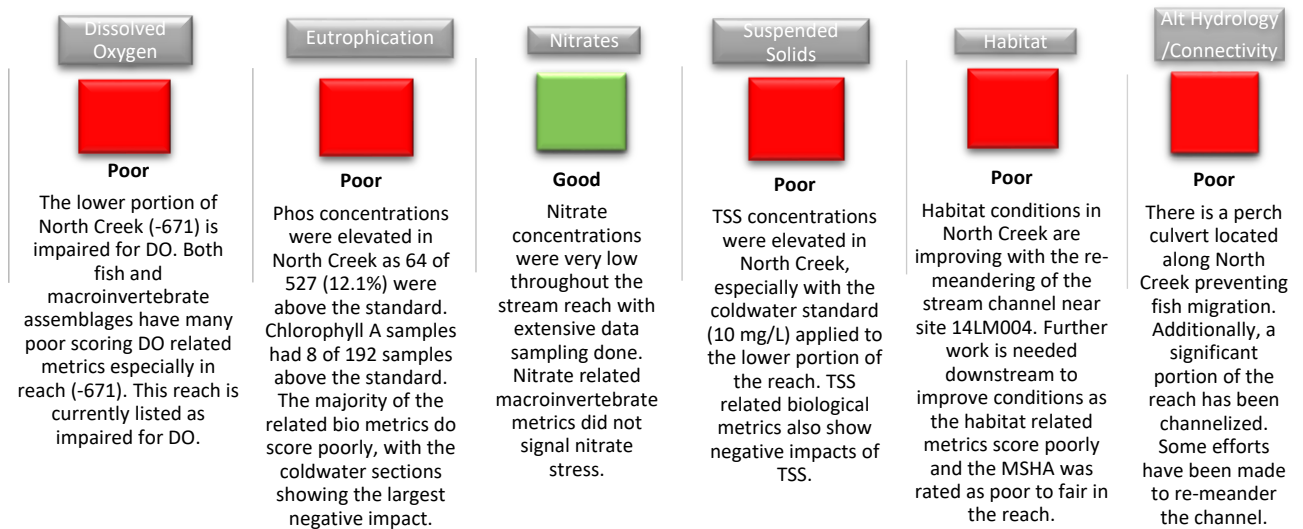 Dissolved
Oxygen
Poor
The lower portion of
North Creek (-671) is
impaired for DO. Both
fish and
macroinvertebrate
assemblages have many
poor scoring DO related
metrics especially in
reach (-671). This reach is
currently listed as
impaired for DO.
Eutrophication
Poor
Phos concentrations
were elevated in
North Creek as 64 of
527 (12.1%) were
above the standard.
Chlorophyll A samples
had 8 of 192 samples
above the standard.
The majority of the
related bio metrics do
score poorly, with the
coldwater sections
showing the largest
negative impact.
Nitrates
Good
Nitrate
concentrations
were very low
throughout the
stream reach with
extensive data
sampling done.
Nitrate related
macroinvertebrate
metrics did not
signal nitrate
stress.
Suspended
Solids
Poor
TSS concentrations
were elevated in
North Creek,
especially with the
coldwater standard
(10 mg/L) applied to
the lower portion of
the reach. TSS
related biological
metrics also show
negative impacts of
TSS.
Habitat
Poor
Habitat conditions in
North Creek are
improving with the re-
meandering of the
stream channel near
site 14LM004. Further
work is needed
downstream to
improve conditions as
the habitat related
metrics score poorly
and the MSHA was
rated as poor to fair in
the reach.
Alt Hydrology
/Connectivity
Poor
There is a perch
culvert located
along North
Creek preventing
fish migration.
Additionally, a
significant
portion of the
reach has been
channelized.
Some efforts
have been made
to re-meander
the channel.